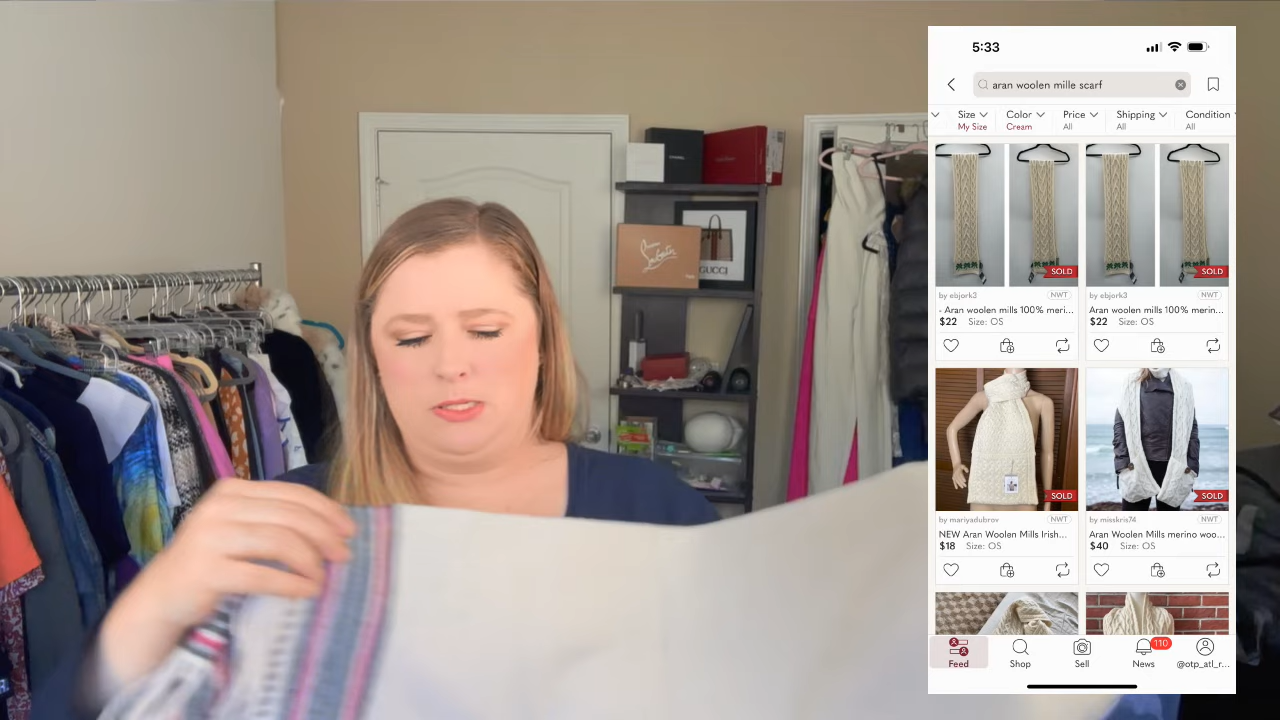 5:33
aran woolen mille scarf
Size Color Price Shipping Condition
My Size Cream All All All
SOLD SOLD
by ebjork3 NWT by ebjork3 NWT
- Aran woolen mills 100% meri... Aran woolen mills 100% merin...
$22 Size: OS $22 Size: OS
SOLD SOLD
by mariyadubrov NWT by misskris74 NWT
NEW Aran Woolen Mills Irish... Aran Woolen Mills merino woo...
$18 Size: OS $40 Size: OS
110
Feed Shop Sell News @otp_atl_r...
GUCCI